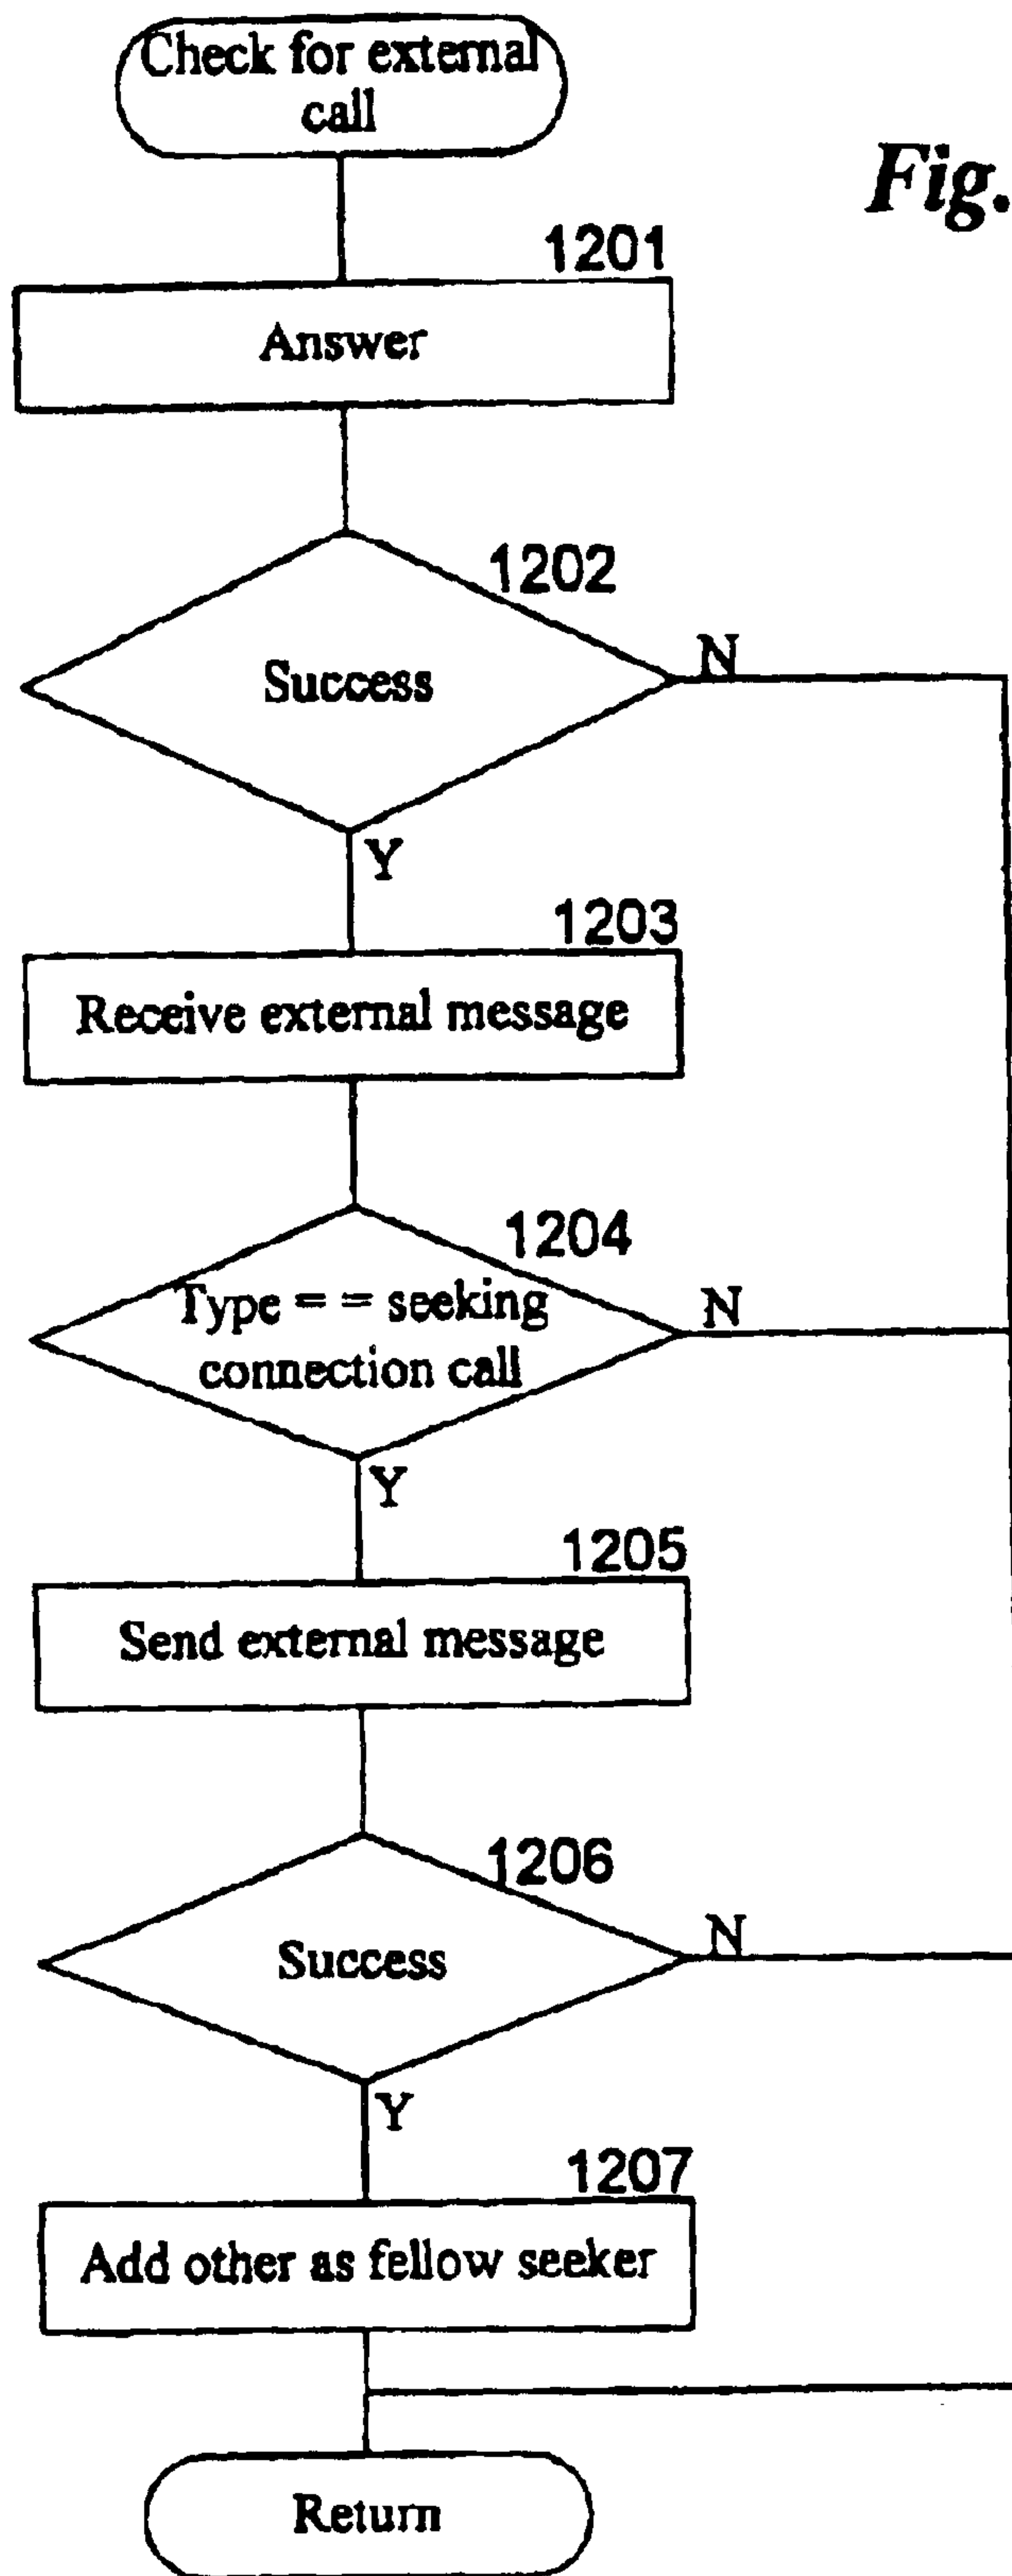 Check for external
call
Fig.
1201
Answer
1202
Success
N
Y
1203
Receive external message
1204
Type = = seeking
connection call
N
Y
1205
Send external message
1206
Success
N
Y
1207
Add other as fellow seeker
Return